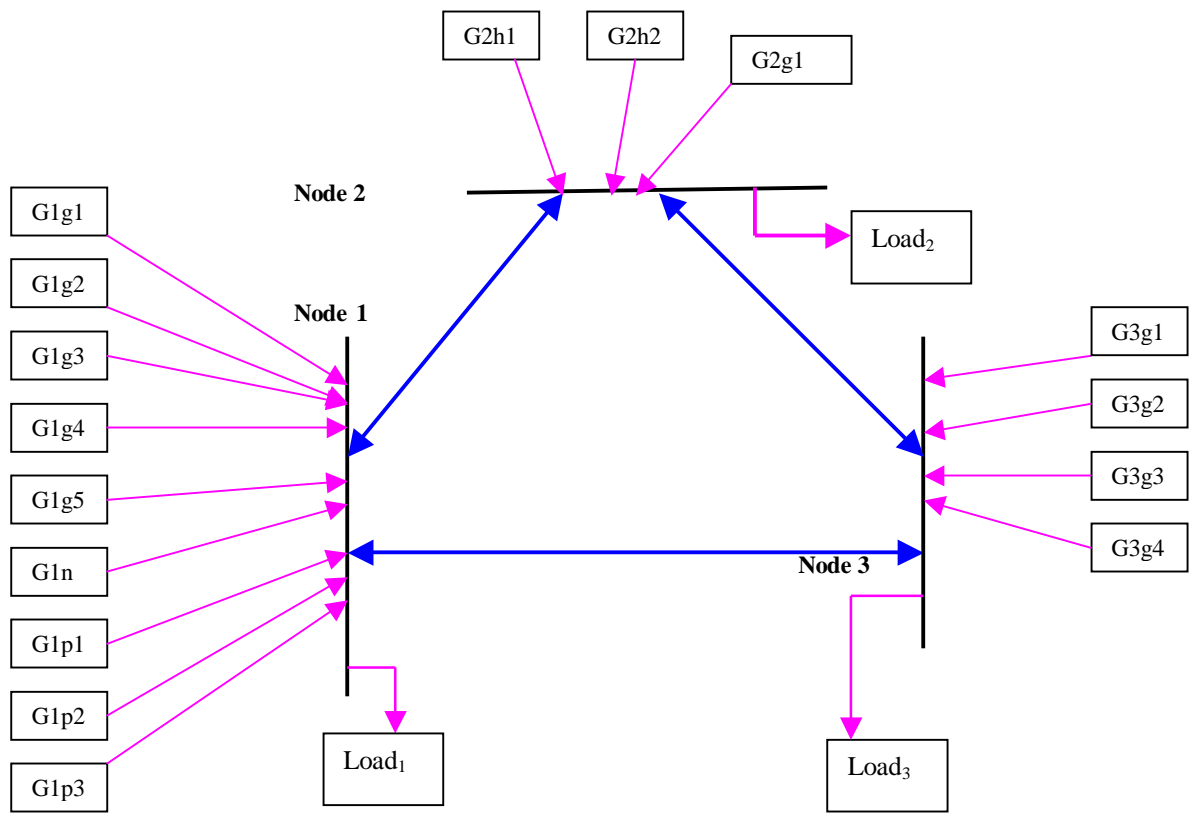 G2h1
G2h2
G2g1
Node 2
G1g1
Load₂
G1g2
Node 1
G3g1
G1g3
G3g2
G1g4
G3g3
G1g5
G3g4
G1n
Node 3
G1p1
G1p2
Load₁
Load₃
G1p3